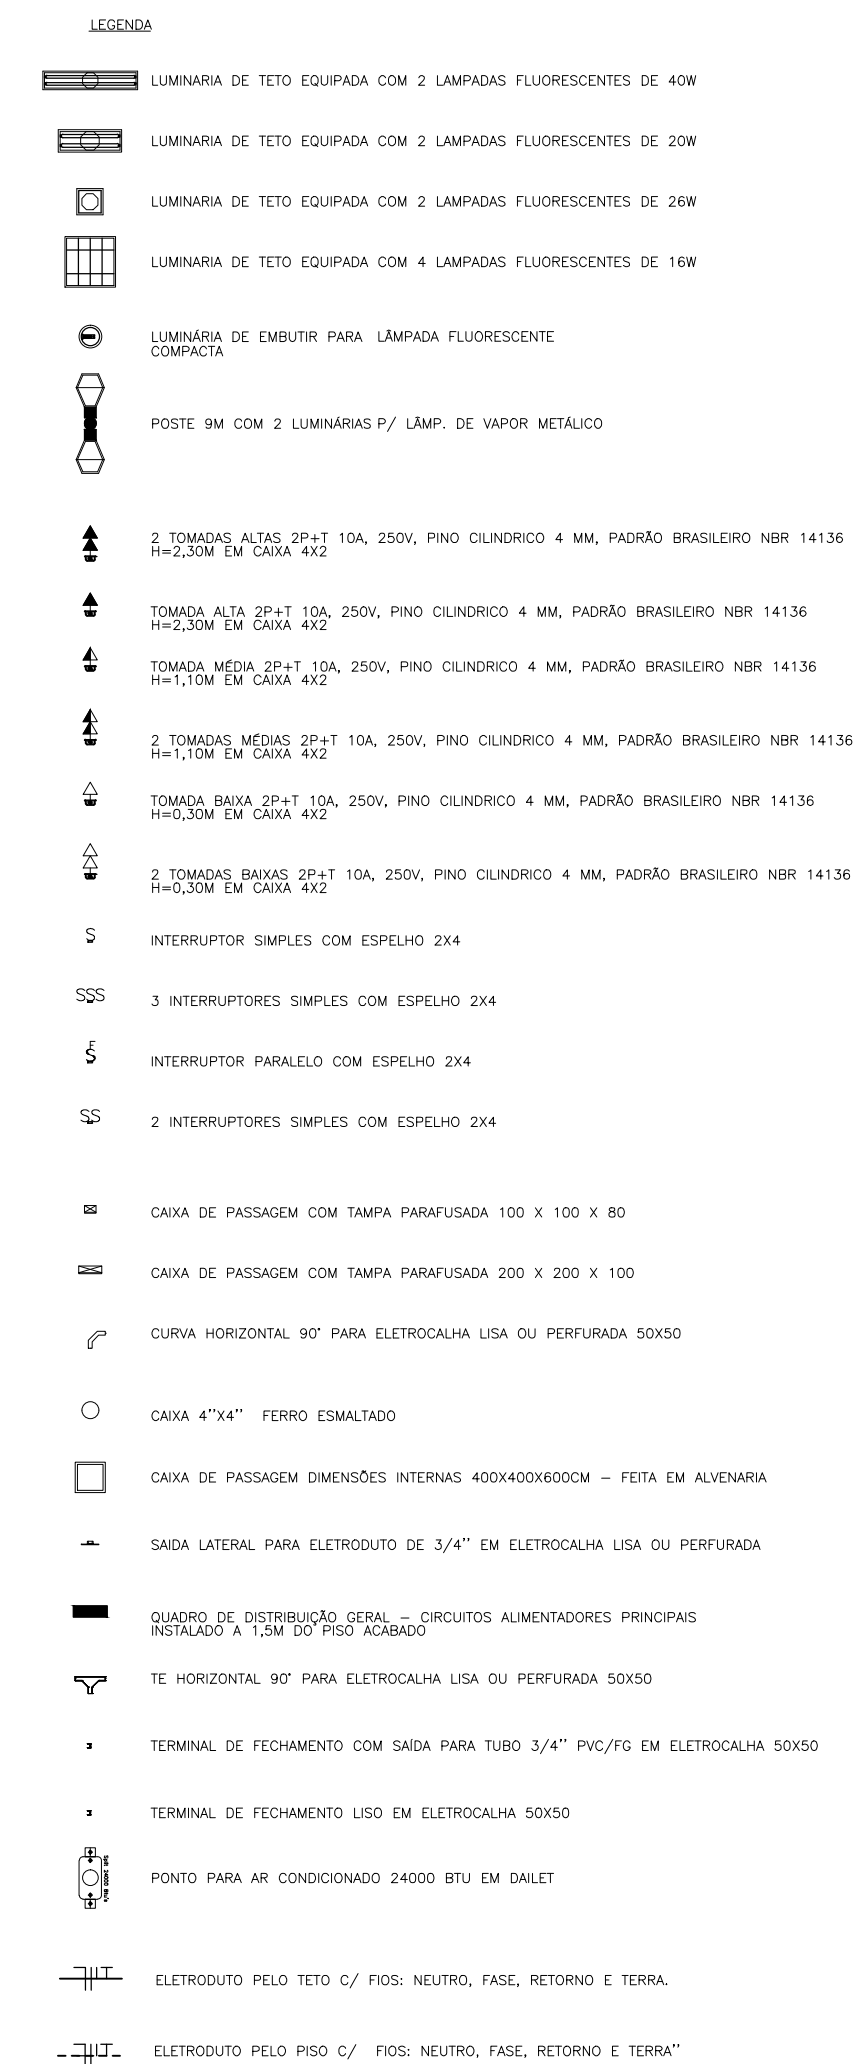 LEGENDA
LUMINARIA DE TETO EQUIPADA COM 2 LAMPADAS FLUORESCENTES DE 40W
LUMINARIA DE TETO EQUIPADA COM 2 LAMPADAS FLUORESCENTES DE 20W
LUMINARIA DE TETO EQUIPADA COM 2 LAMPADAS FLUORESCENTES DE 26W
LUMINARIA DE TETO EQUIPADA COM 4 LAMPADAS FLUORESCENTES DE 16W
LUMINÁRIA DE EMBUTIR PARA LÂMPADA FLUORESCENTE
COMPACTA
POSTE 9M COM 2 LUMINÁRIAS P/ LÂMP. DE VAPOR METÁLICO
2 TOMADAS ALTAS 2P+T 10A, 250V, PINO CILINDRICO 4 MM, PADRÃO BRASILEIRO NBR 14136
H=2,30M EM CAIXA 4X2
TOMADA ALTA 2P+T 10A, 250V, PINO CILINDRICO 4 MM, PADRÃO BRASILEIRO NBR 14136
H=2,30M EM CAIXA 4X2
TOMADA MÉDIA 2P+T 10A, 250V, PINO CILINDRICO 4 MM, PADRÃO BRASILEIRO NBR 14136
H=1,10M EM CAIXA 4X2
2 TOMADAS MÉDIAS 2P+T 10A, 250V, PINO CILINDRICO 4 MM, PADRÃO BRASILEIRO NBR 14136
H=1,10M EM CAIXA 4X2
TOMADA BAIXA 2P+T 10A, 250V, PINO CILINDRICO 4 MM, PADRÃO BRASILEIRO NBR 14136
H=0,30M EM CAIXA 4X2
2 TOMADAS BAIXAS 2P+T 10A, 250V, PINO CILINDRICO 4 MM, PADRÃO BRASILEIRO NBR 14136
H=0,30M EM CAIXA 4X2
S INTERRUPTOR SIMPLES COM ESPELHO 2X4
SSS 3 INTERRUPTORES SIMPLES COM ESPELHO 2X4
F
S INTERRUPTOR PARALELO COM ESPELHO 2X4
SS 2 INTERRUPTORES SIMPLES COM ESPELHO 2X4
CAIXA DE PASSAGEM COM TAMPA PARAFUSADA 100 X 100 X 80
CAIXA DE PASSAGEM COM TAMPA PARAFUSADA 200 X 200 X 100
CURVA HORIZONTAL 90° PARA ELETROCALHA LISA OU PERFURADA 50X50
CAIXA 4''X4'' FERRO ESMALTADO
CAIXA DE PASSAGEM DIMENSÕES INTERNAS 400X400X600CM – FEITA EM ALVENARIA
SAIDA LATERAL PARA ELETRODUTO DE 3/4'' EM ELETROCALHA LISA OU PERFURADA
QUADRO DE DISTRIBUIÇÃO GERAL – CIRCUITOS ALIMENTADORES PRINCIPAIS
INSTALADO A 1,5M DO PISO ACABADO
TE HORIZONTAL 90° PARA ELETROCALHA LISA OU PERFURADA 50X50
TERMINAL DE FECHAMENTO COM SAÍDA PARA TUBO 3/4'' PVC/FG EM ELETROCALHA 50X50
TERMINAL DE FECHAMENTO LISO EM ELETROCALHA 50X50
Split 24000 Btu's
PONTO PARA AR CONDICIONADO 24000 BTU EM DAILET
ELETRODUTO PELO TETO C/ FIOS: NEUTRO, FASE, RETORNO E TERRA.
ELETRODUTO PELO PISO C/ FIOS: NEUTRO, FASE, RETORNO E TERRA''